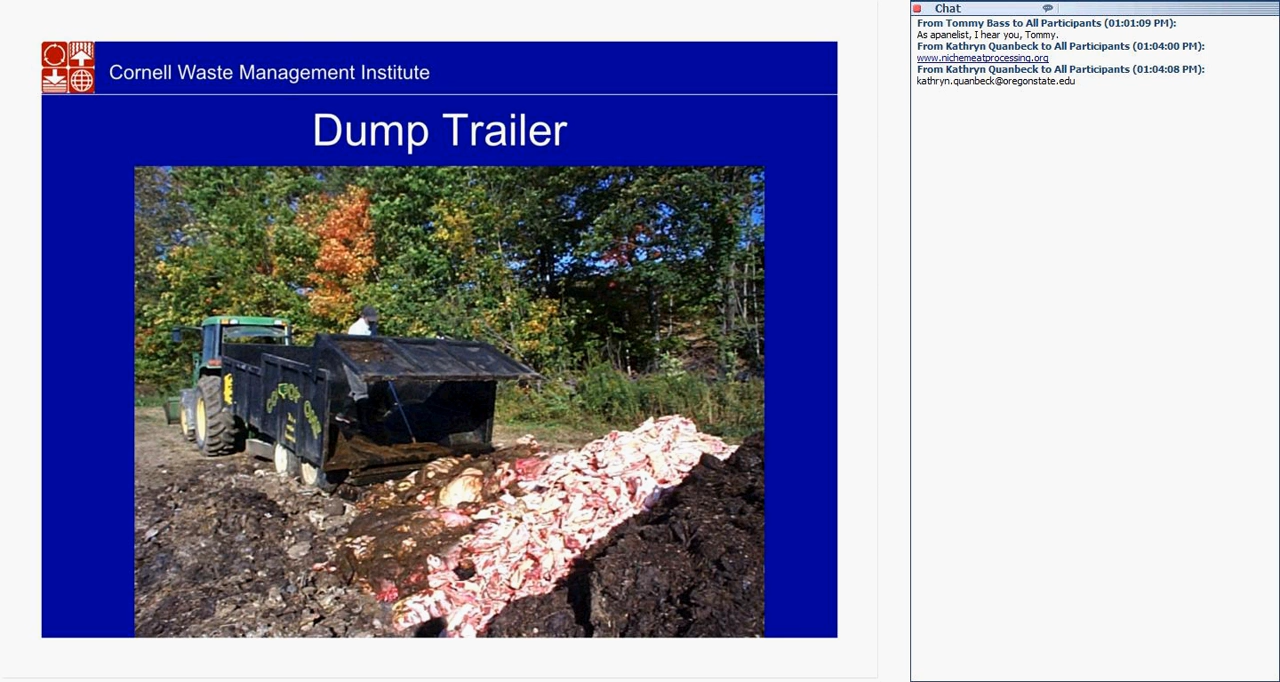 Cornell Waste Management Institute
Dump Trailer
Chat
From Tommy Bass to All Participants (01:01:09 PM):
As apanelist, I hear you, Tommy.
From Kathryn Quanbeck to All Participants (01:04:00 PM):
www.nichemeatprocessing.org
From Kathryn Quanbeck to All Participants (01:04:08 PM):
kathryn.quanbeck@oregonstate.edu